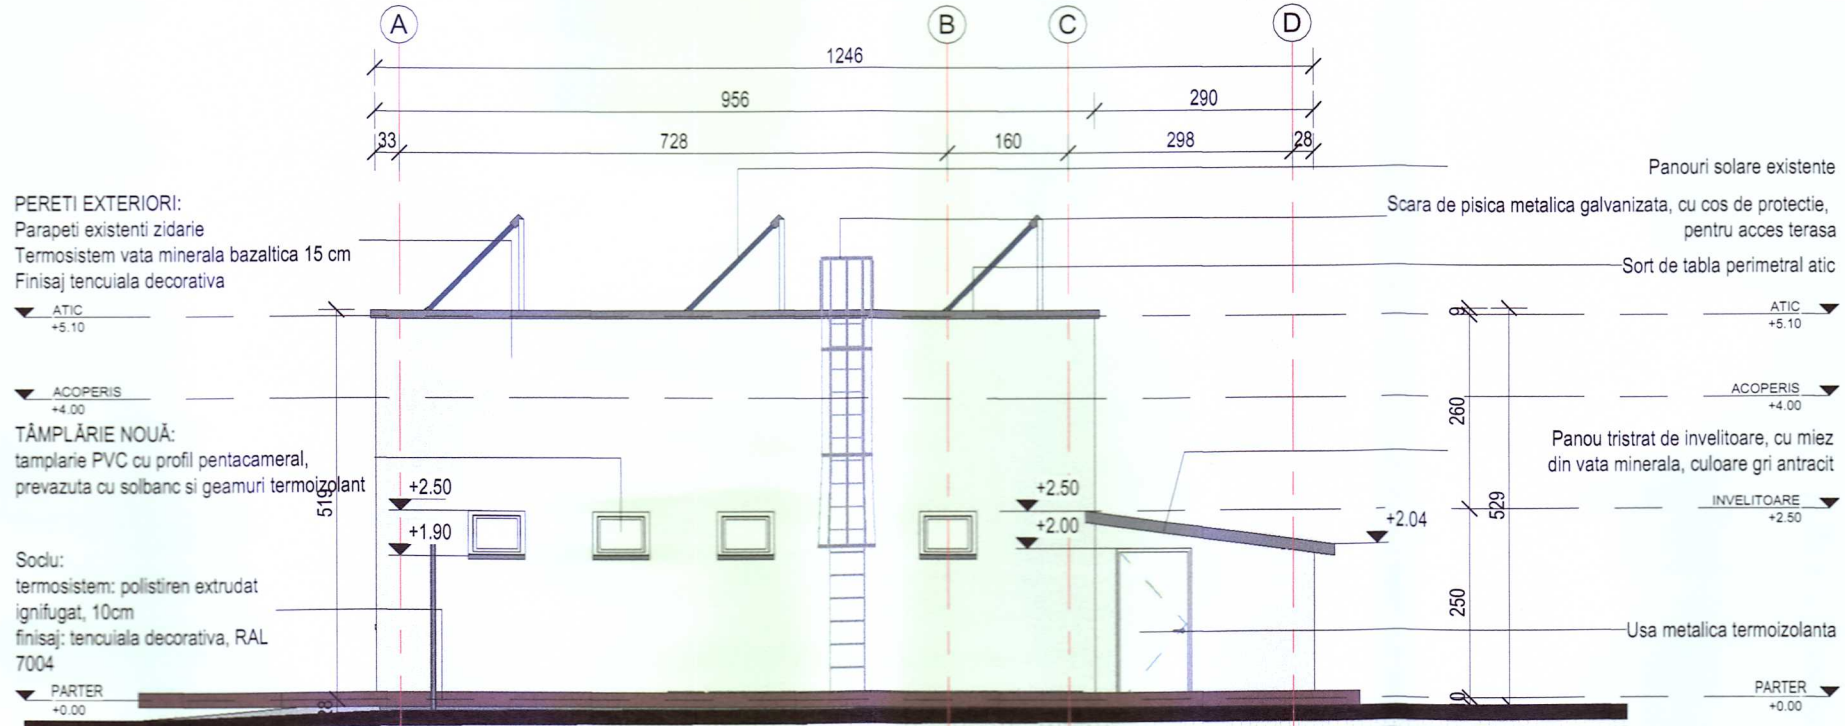 A
B
C
D
1246
956
290
33
728
160
298
28
PERETI EXTERIORI:
Parapeti existenti zidarie
Termosistem vata minerala bazaltica 15 cm
Finisaj tencuiala decorativa
ATIC
+5.10
ACOPERIS
+4.00
TÂMPLĂRIE NOUĂ:
tamplarie PVC cu profil pentacameral,
prevazuta cu solbanc si geamuri termoizolant
519
+2.50
+1.90
Soclu:
termosistem: polistiren extrudat
ignifugat, 10cm
finisaj: tencuiala decorativa, RAL
7004
PARTER
+0.00
+2.50
+2.00
+2.04
Panouri solare existente
Scara de pisica metalica galvanizata, cu cos de protectie,
pentru acces terasa
Sort de tabla perimetral atic
9
ATIC
+5.10
260
ACOPERIS
+4.00
Panou tristrat de invelitoare, cu miez
din vata minerala, culoare gri antracit
529
INVELITOARE
+2.50
250
Usa metalica termoizolanta
PARTER
+0.00